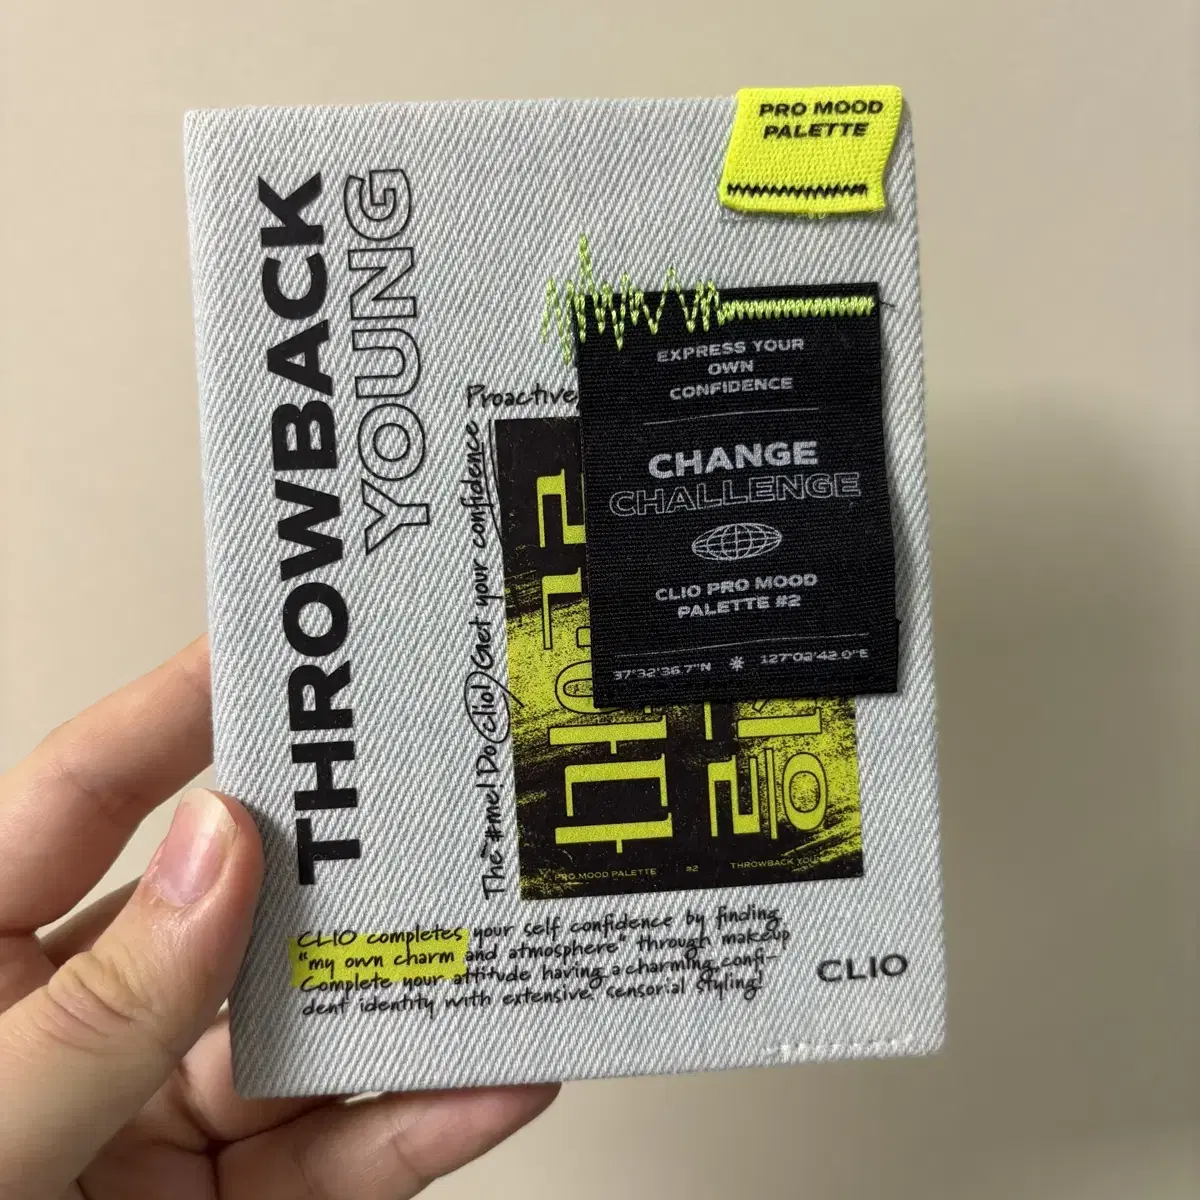 PRO MOOD
PALETTE
THROWBACK
YOUNG
EXPRESS YOUR
OWN
CONFIDENCE
CHANGE
CHALLENGE
CLIO PRO MOOD
PALETTE #2
37°32'36.7"N 127°02'42.0"E
Proactive
The #me! Do clio! Get your confidence
PRO MOOD PALETTE #2 THROWBACK YOU
CLIO completes your self confidence by finding
"my own charm and atmosphere" through makeup
Complete your attitude having a charming, confi-
dent identity with extensive sensorial styling!
CLIO